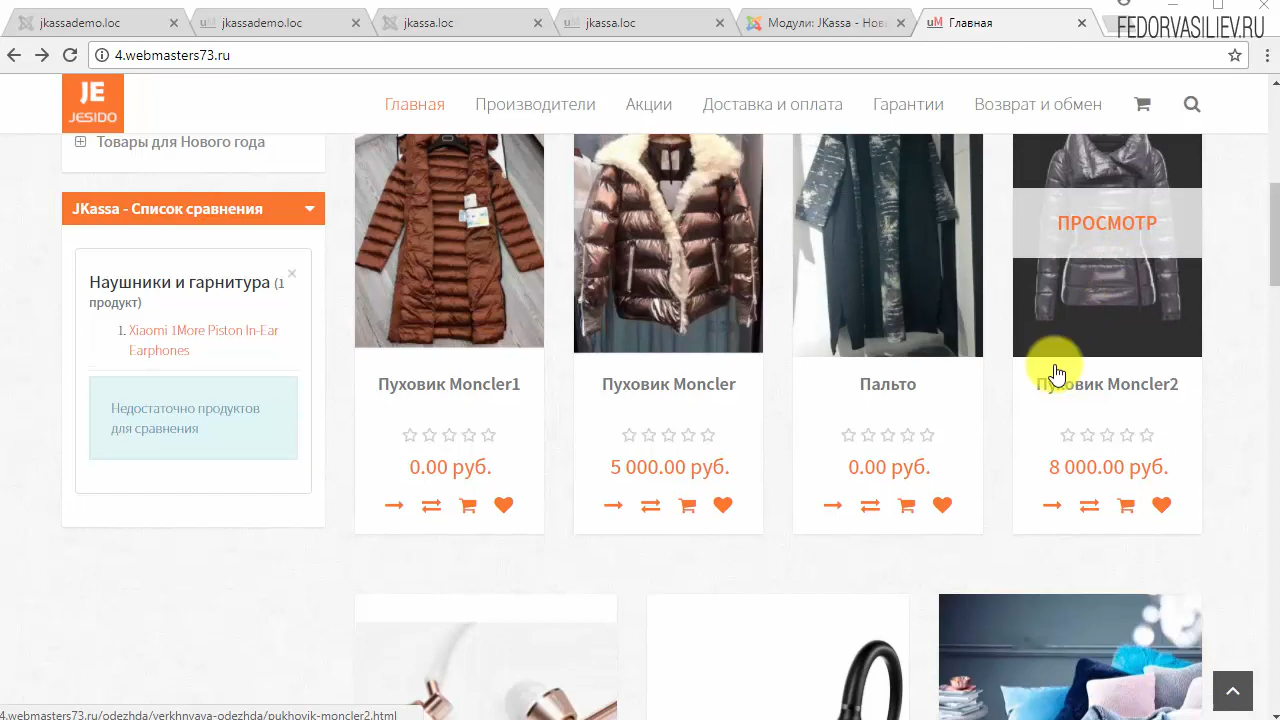 jkassademo.loc
jkassademo.loc
jkassa.loc
jkassa.loc
Модули: JKassa - Нов
Главная
FEDORVASILIEV.RU
4.webmasters73.ru
JE
JESIDO
Главная
Производители
Акции
Доставка и оплата
Гарантии
Возврат и обмен
Товары для Нового года
JKassa - Список сравнения
Наушники и гарнитура (1
продукт)
1. Xiaomi 1More Piston In-Ear
Earphones
Недостаточно продуктов
для сравнения
ПРОСМОТР
Пуховик Moncler1
Пуховик Moncler
Пальто
Пуховик Moncler2
0.00 руб.
5 000.00 руб.
0.00 руб.
8 000.00 руб.
4.webmasters73.ru/odezhda/verkhnyaya-odezhda/pukhovik-moncler2.html